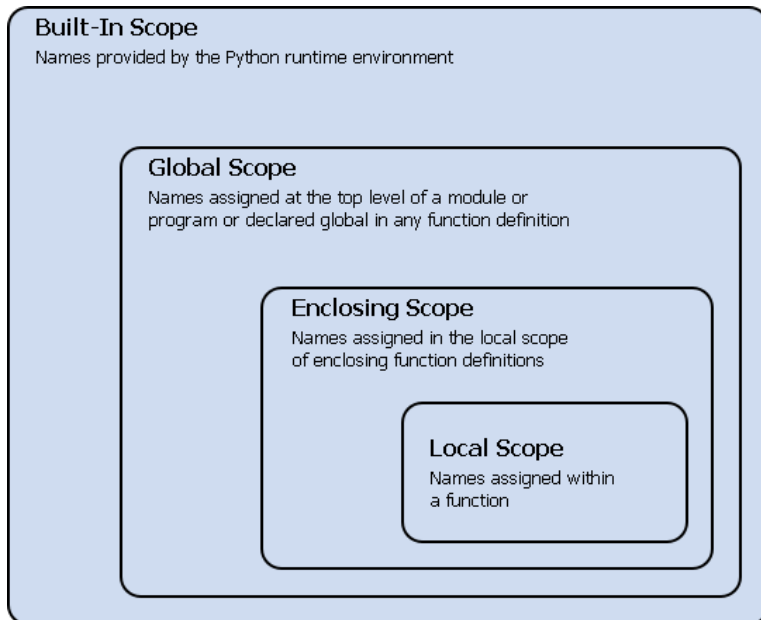 Built-In Scope
Names provided by the Python runtime environment
Global Scope
Names assigned at the top level of a module or
program or declared global in any function definition
Enclosing Scope
Names assigned in the local scope
of enclosing function definitions
Local Scope
Names assigned within
a function